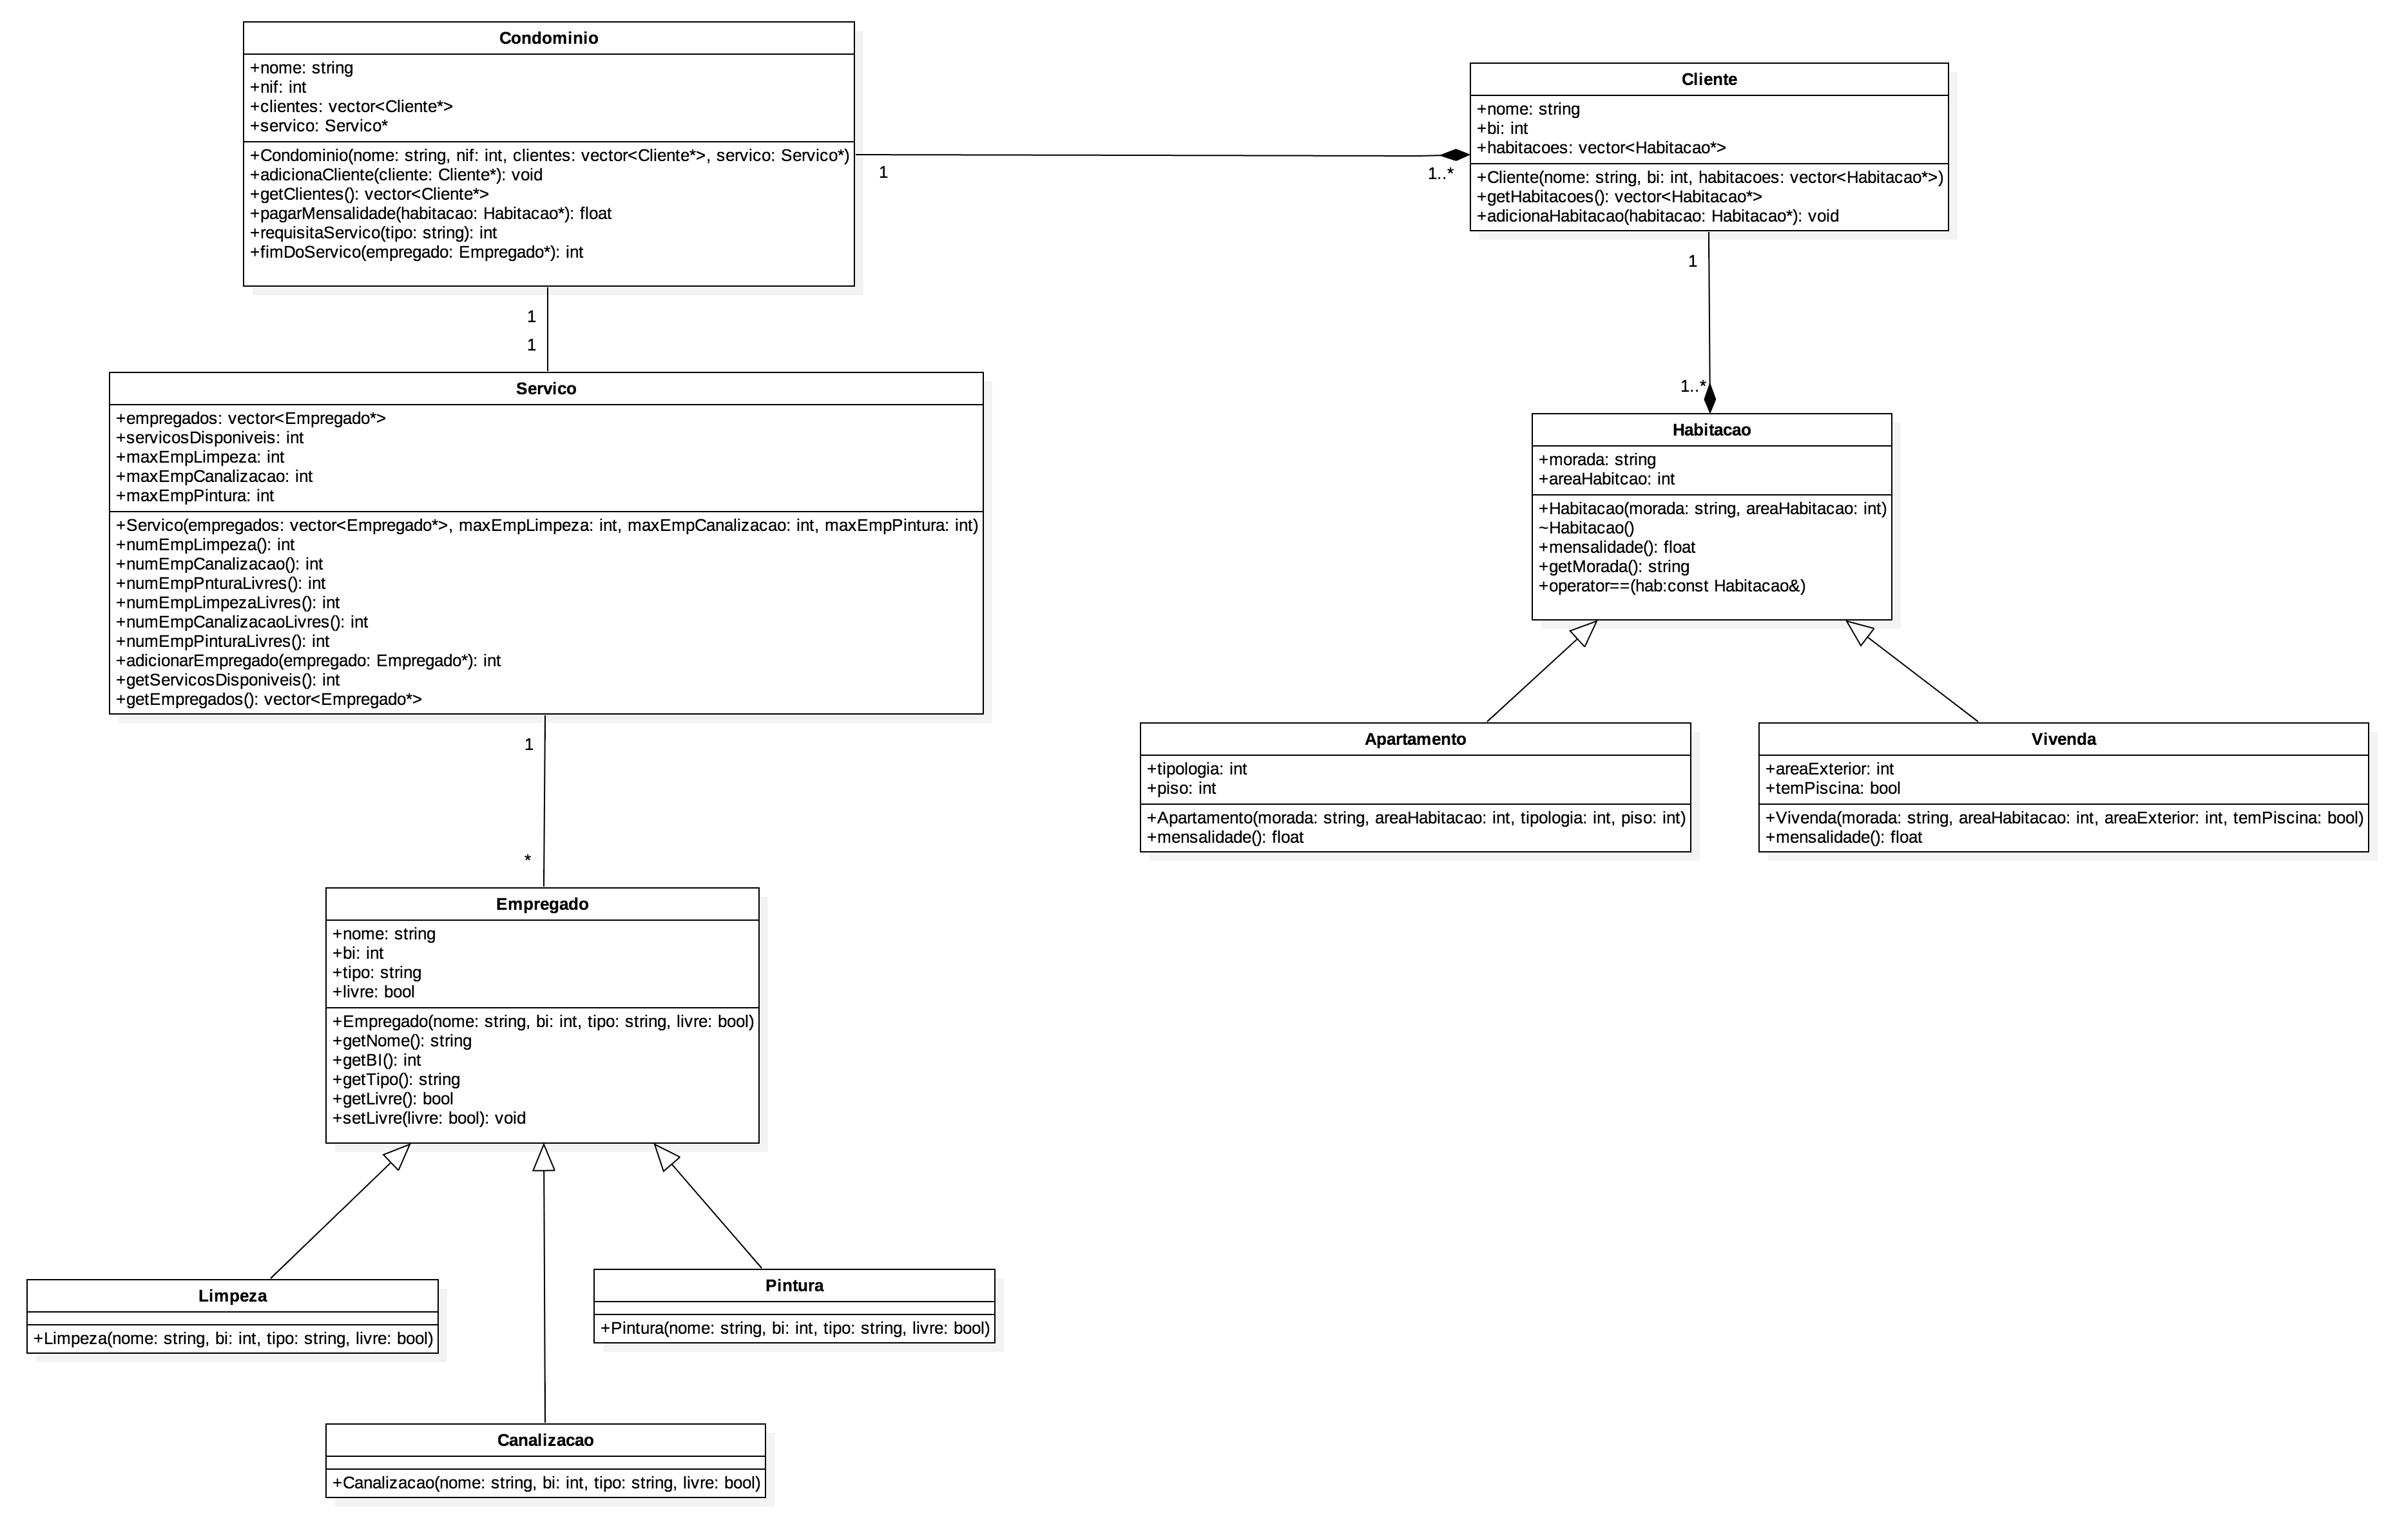 Condominio
+nome: string
+nif: int
+clientes: vector<Cliente*>
+servico: Servico*
+Condominio(nome: string, nif: int, clientes: vector<Cliente*>, servico: Servico*)
+adicionaCliente(cliente: Cliente*): void
+getClientes(): vector<Cliente*>
+pagarMensalidade(habitacao: Habitacao*): float
+requisitaServico(tipo: string): int
+fimDoServico(empregado: Empregado*): int
1
1..*
Cliente
+nome: string
+bi: int
+habitacoes: vector<Habitacao*>
+Cliente(nome: string, bi: int, habitacoes: vector<Habitacao*>)
+getHabitacoes(): vector<Habitacao*>
+adicionaHabitacao(habitacao: Habitacao*): void
1
1..*
1
1
Servico
+empregados: vector<Empregado*>
+servicosDisponiveis: int
+maxEmpLimpeza: int
+maxEmpCanalizacao: int
+maxEmpPintura: int
+Servico(empregados: vector<Empregado*>, maxEmpLimpeza: int, maxEmpCanalizacao: int, maxEmpPintura: int)
+numEmpLimpeza(): int
+numEmpCanalizacao(): int
+numEmpPnturaLivres(): int
+numEmpLimpezaLivres(): int
+numEmpCanalizacaoLivres(): int
+numEmpPinturaLivres(): int
+adicionarEmpregado(empregado: Empregado*): int
+getServicosDisponiveis(): int
+getEmpregados(): vector<Empregado*>
Habitacao
+morada: string
+areaHabitcao: int
+Habitacao(morada: string, areaHabitacao: int)
~Habitacao()
+mensalidade(): float
+getMorada(): string
+operator==(hab:const Habitacao&)
Apartamento
+tipologia: int
+piso: int
+Apartamento(morada: string, areaHabitacao: int, tipologia: int, piso: int)
+mensalidade(): float
Vivenda
+areaExterior: int
+temPiscina: bool
+Vivenda(morada: string, areaHabitacao: int, areaExterior: int, temPiscina: bool)
+mensalidade(): float
1
*
Empregado
+nome: string
+bi: int
+tipo: string
+livre: bool
+Empregado(nome: string, bi: int, tipo: string, livre: bool)
+getNome(): string
+getBI(): int
+getTipo(): string
+getLivre(): bool
+setLivre(livre: bool): void
Limpeza
+Limpeza(nome: string, bi: int, tipo: string, livre: bool)
Pintura
+Pintura(nome: string, bi: int, tipo: string, livre: bool)
Canalizacao
+Canalizacao(nome: string, bi: int, tipo: string, livre: bool)